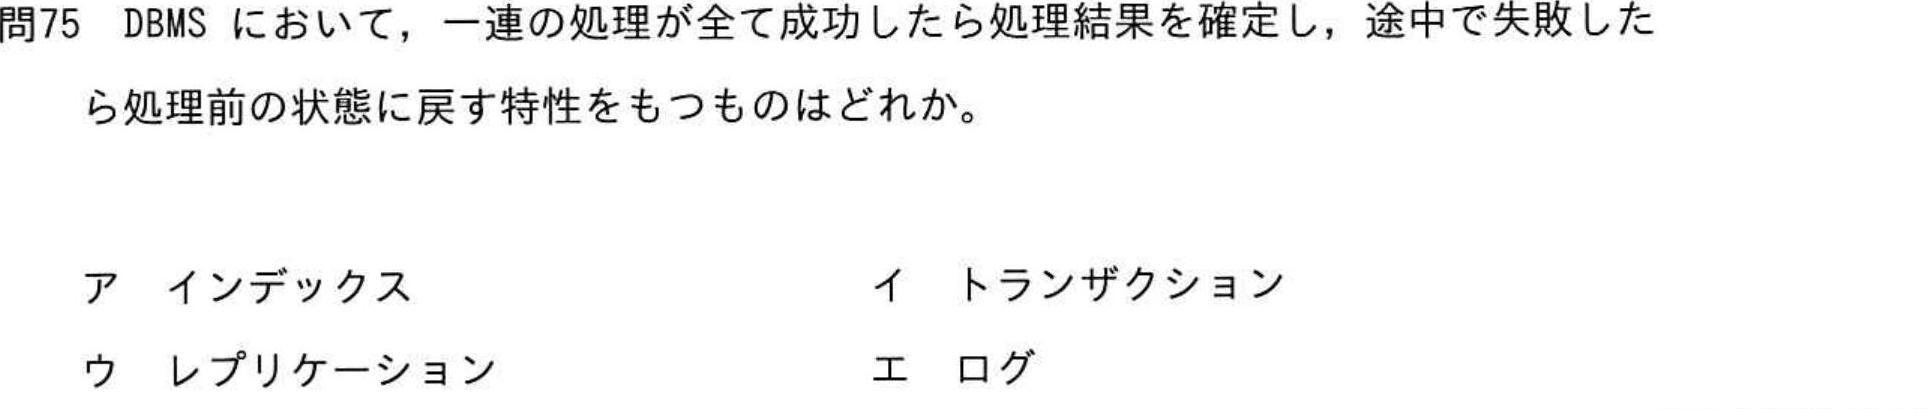 問75 DBMS において，一連の処理が全て成功したら処理結果を確定し，途中で失敗した
ら処理前の状態に戻す特性をもつものはどれか。
ア インデックス イ トランザクション
ウ レプリケーション エ ログ